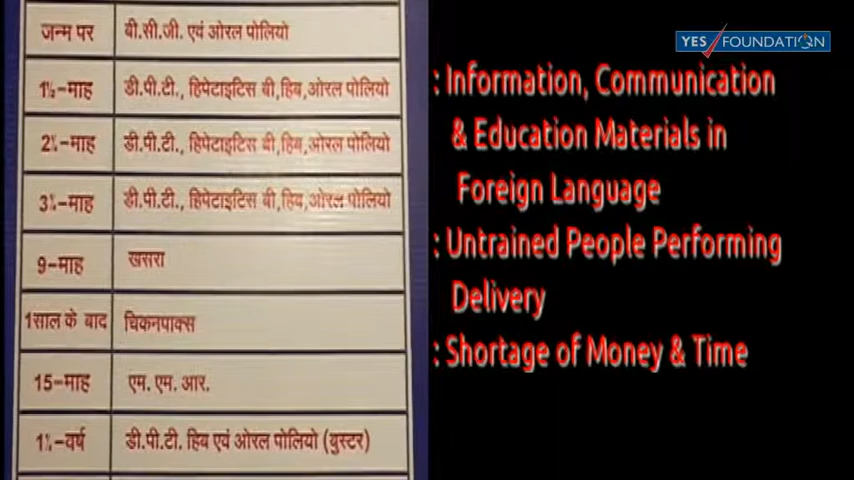 जन्म पर बी.सी.जी. एवं ओरल पोलियो
1½-माह डी.पी.टी., हिपेटाइटिस बी,हिब,ओरल पोलियो
2½-माह डी.पी.टी., हिपेटाइटिस बी,हिब,ओरल पोलियो
3½-माह डी.पी.टी., हिपेटाइटिस बी,हिब,ओरल पोलियो
9-माह खसरा
1साल के बाद चिकनपाक्स
15-माह एम. एम. आर.
1½-वर्ष डी.पी.टी. हिब एवं ओरल पोलियो (बुस्टर)
YES FOUNDATION
: Information, Communication
& Education Materials in
Foreign Language
: Untrained People Performing
Delivery
: Shortage of Money & Time